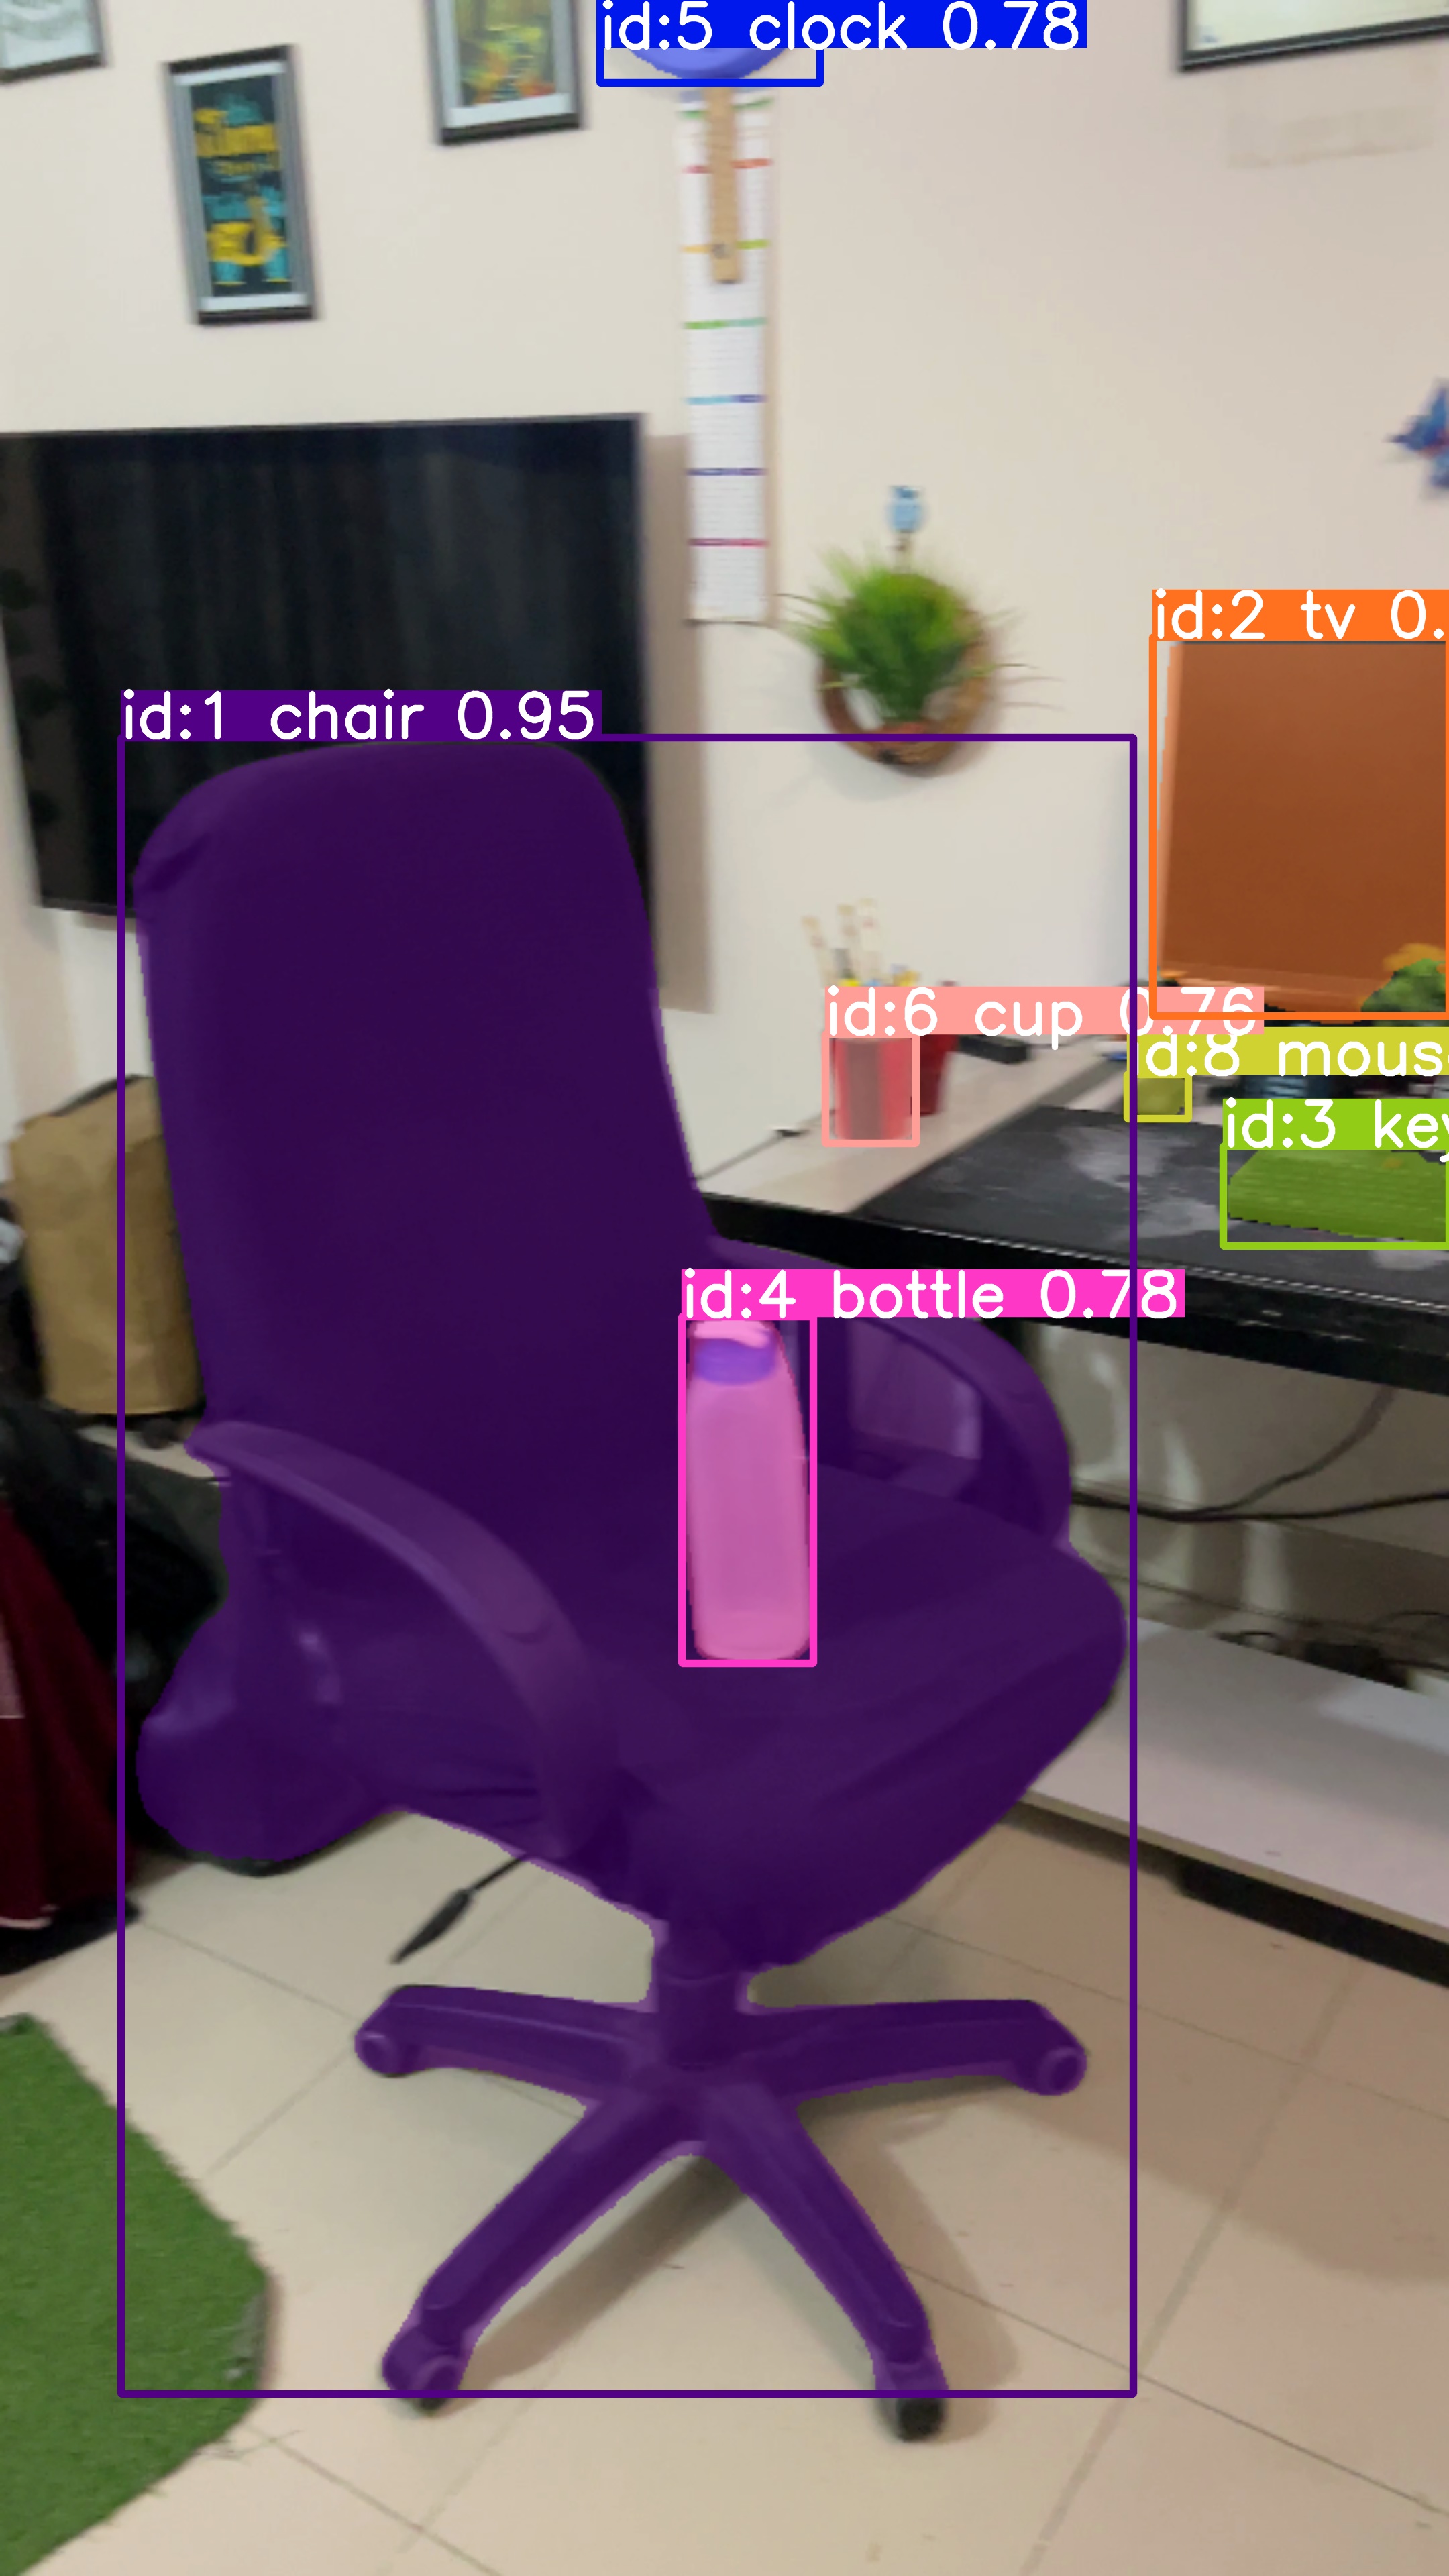 id:5 clock 0.78
id:2 tv 0.
id:1 chair 0.95
id:6 cup 0.76
id:8 mous
id:3 key
id:4 bottle 0.78